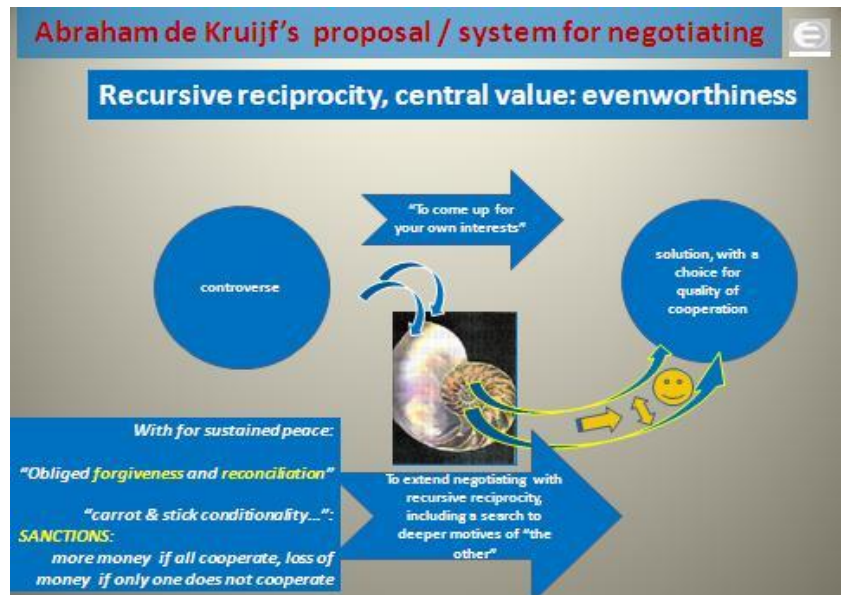 Abraham de Kruijf's proposal / system for negotiating
Recursive reciprocity, central value: evenworthiness
"To come up for
your own interests"
controverse
solution, with a
choice for
quality of
cooperation
With for sustained peace:
"Obliged forgiveness and reconciliation"
"carrot & stick conditionality...":
SANCTIONS:
more money if all cooperate, loss of
money if only one does not cooperate
To extend negotiating with
recursive reciprocity,
including a search to
deeper motives of "the
other"